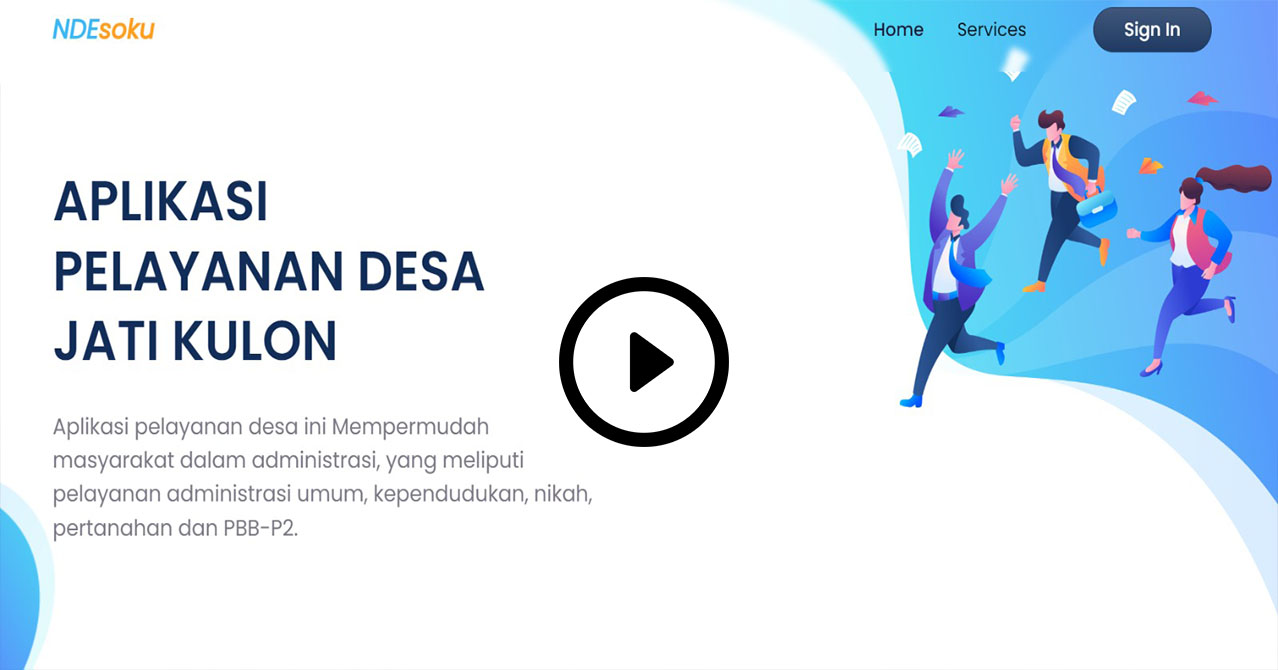 NDEsoku
Home
Services
Sign In
APLIKASI
PELAYANAN DESA
JATI KULON
Aplikasi pelayanan desa ini Mempermudah
masyarakat dalam administrasi, yang meliputi
pelayanan administrasi umum, kependudukan, nikah,
pertanahan dan PBB-P2.